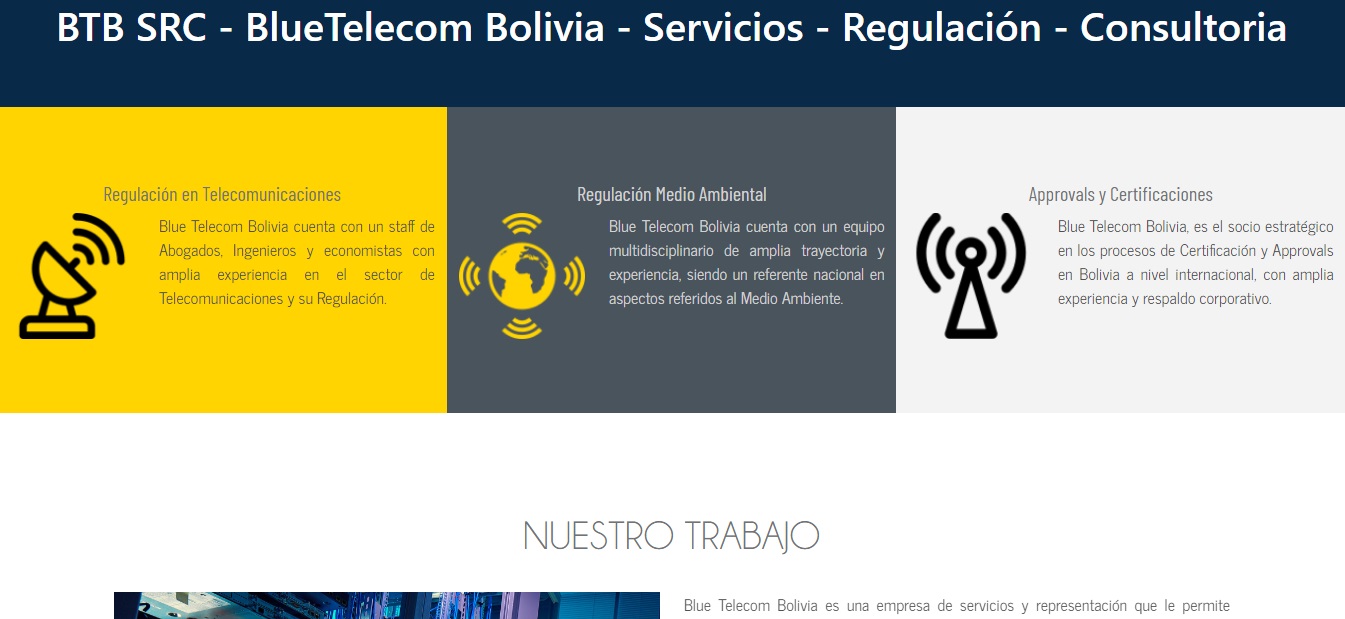 BTB SRC - BlueTelecom Bolivia - Servicios - Regulación - Consultoria
Regulación en Telecomunicaciones
Blue Telecom Bolivia cuenta con un staff de
Abogados, Ingenieros y economistas con
amplia experiencia en el sector de
Telecomunicaciones y su Regulación.
Regulación Medio Ambiental
Blue Telecom Bolivia cuenta con un equipo
multidisciplinario de amplia trayectoria y
experiencia, siendo un referente nacional en
aspectos referidos al Medio Ambiente.
Approvals y Certificaciones
Blue Telecom Bolivia, es el socio estratégico
en los procesos de Certificación y Approvals
en Bolivia a nivel internacional, con amplia
experiencia y respaldo corporativo.
NUESTRO TRABAJO
Blue Telecom Bolivia es una empresa de servicios y representación que le permite